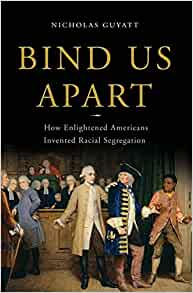 NICHOLAS GUYATT
BIND US
APART
How Enlightened Americans
Invented Racial Segregation